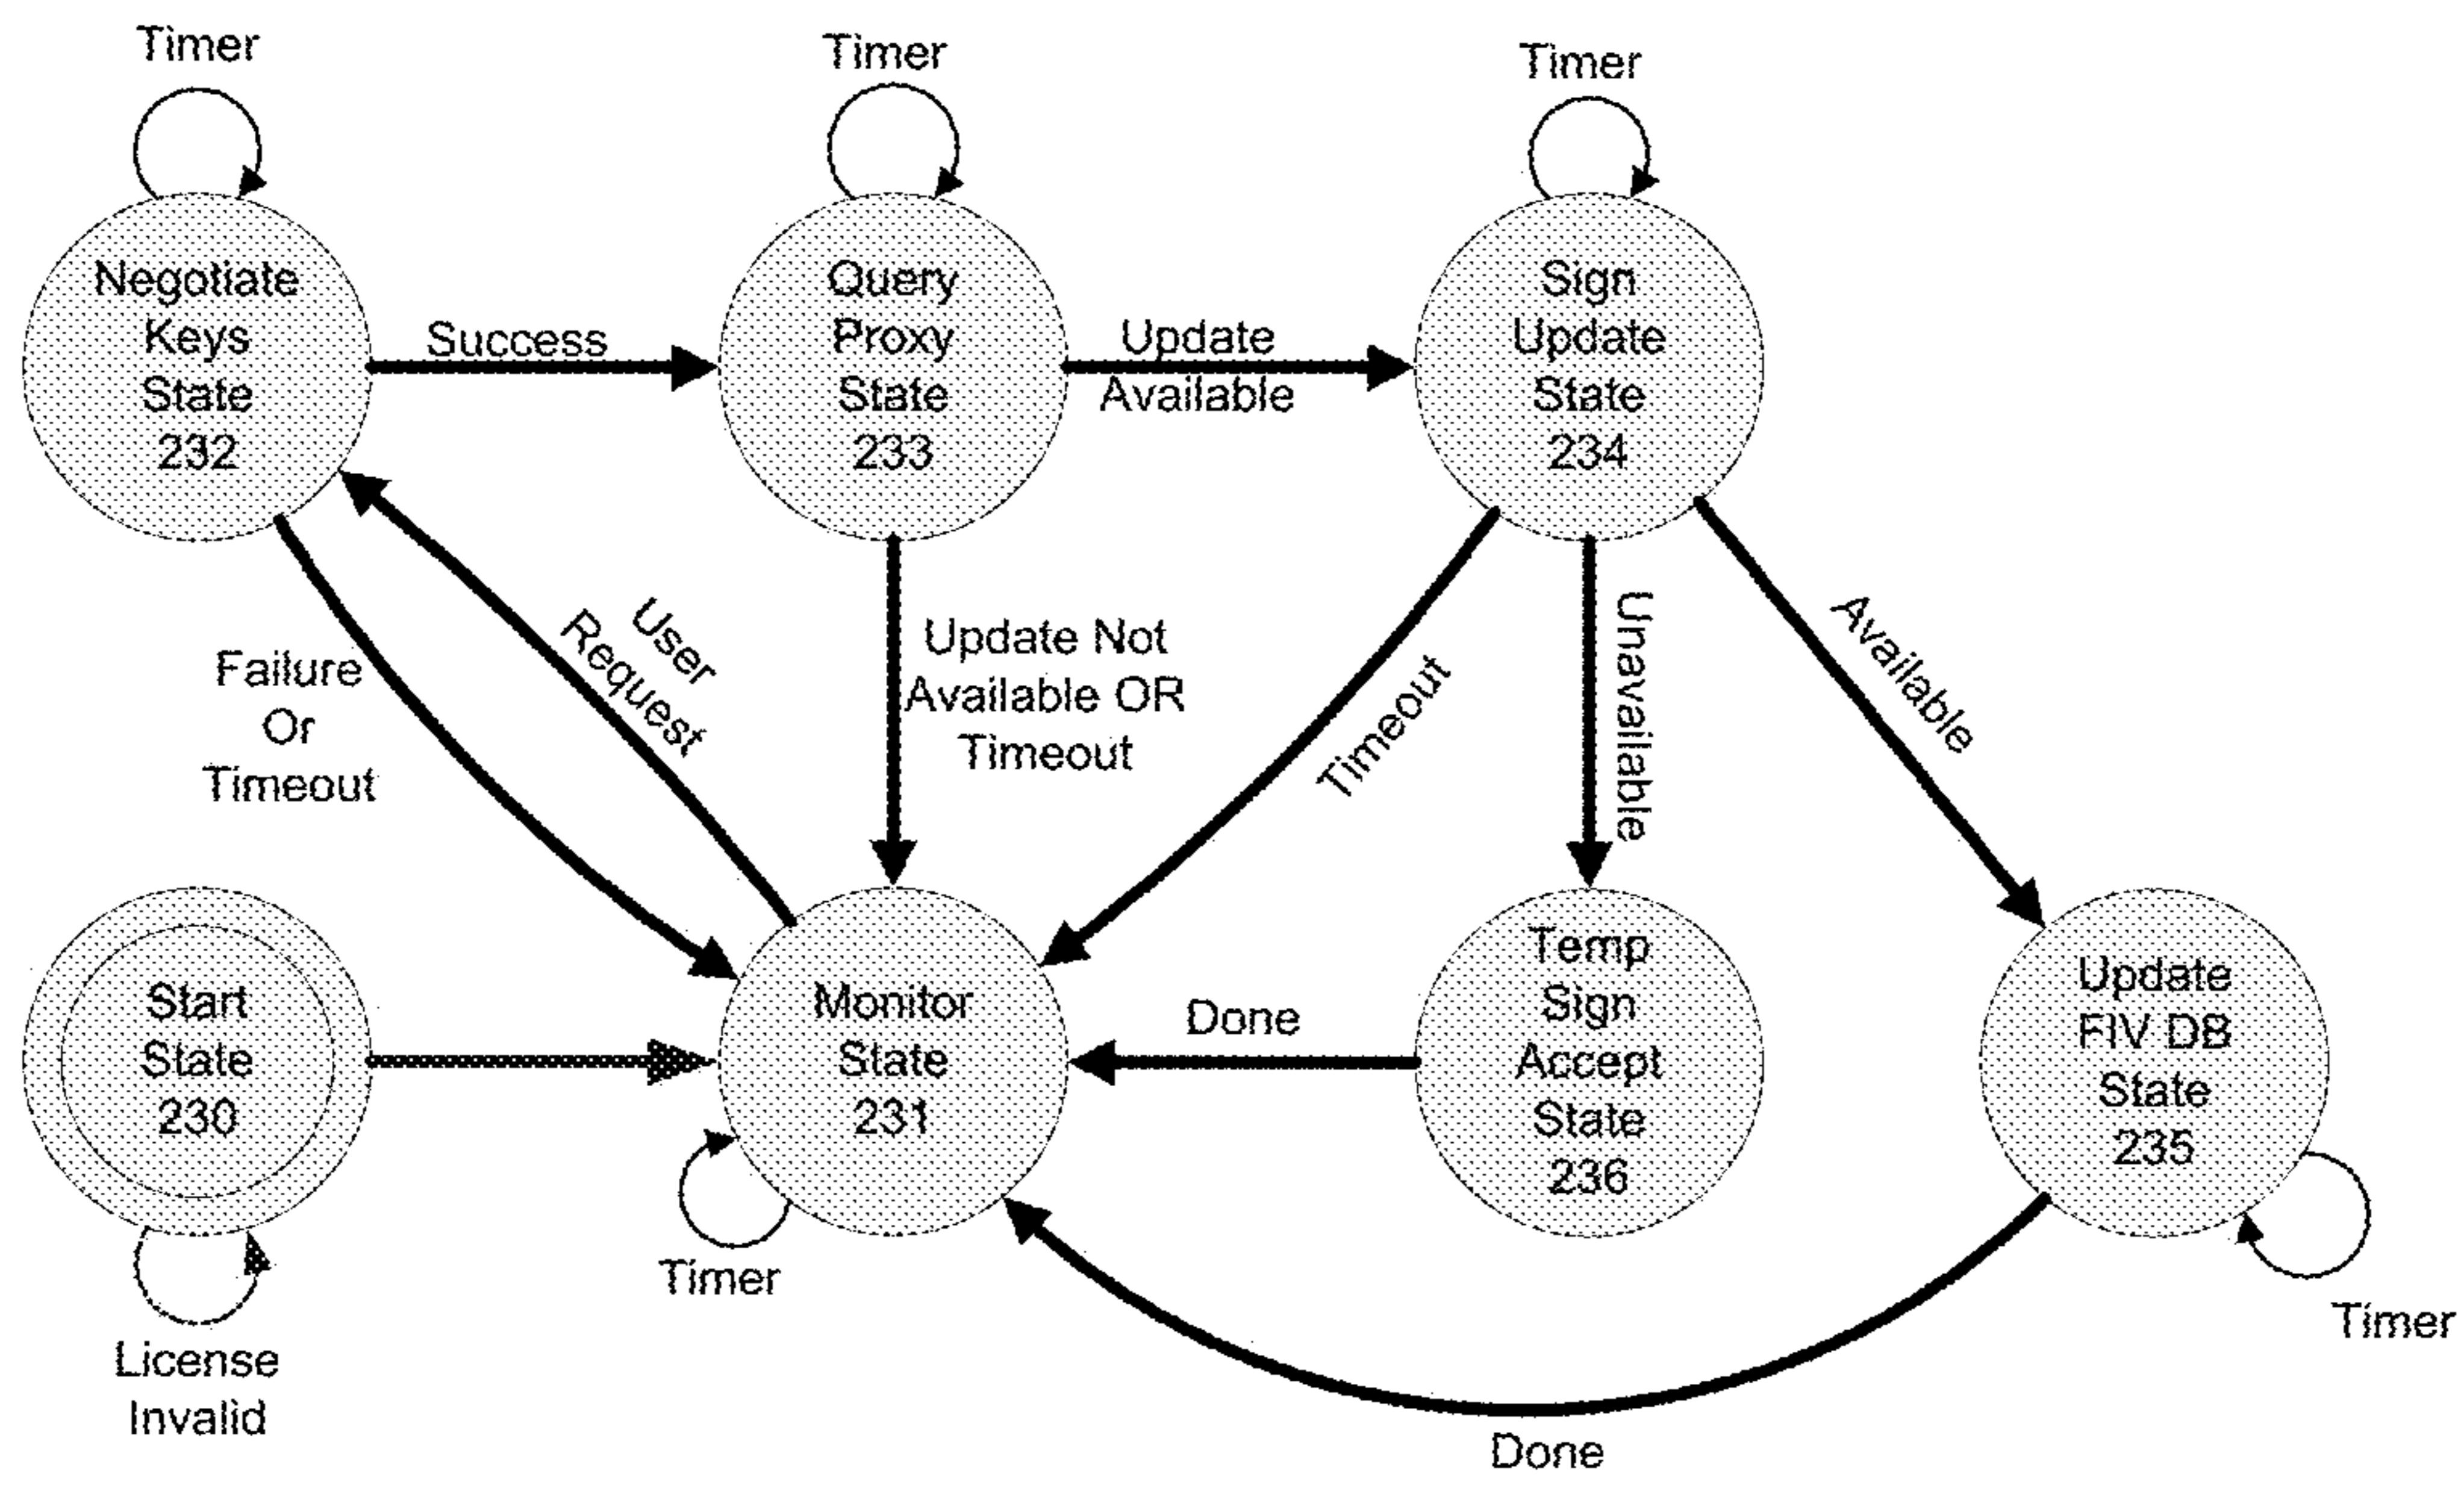 Timer
Timer
Timer
Negotiate
Keys
State
232
Success
Query
Proxy
State
233
Update
Available
Sign
Update
State
234
Failure
Or
Timeout
User
Request
Update Not
Available OR
Timeout
Timeout
Unavailable
Available
Start
State
230
License
Invalid
Monitor
State
231
Timer
Done
Temp
Sign
Accept
State
236
Update
FIV DB
State
235
Timer
Done